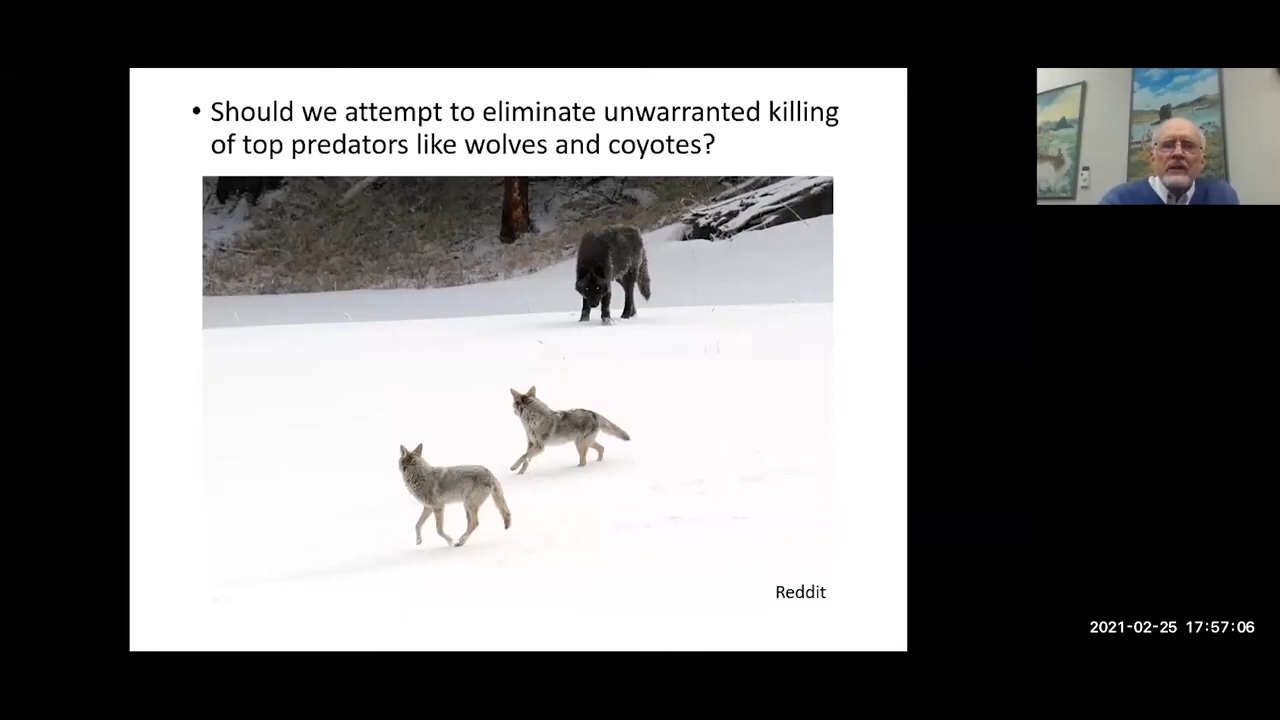 • Should we attempt to eliminate unwarranted killing
of top predators like wolves and coyotes?
Reddit
2021-02-25 17:57:06